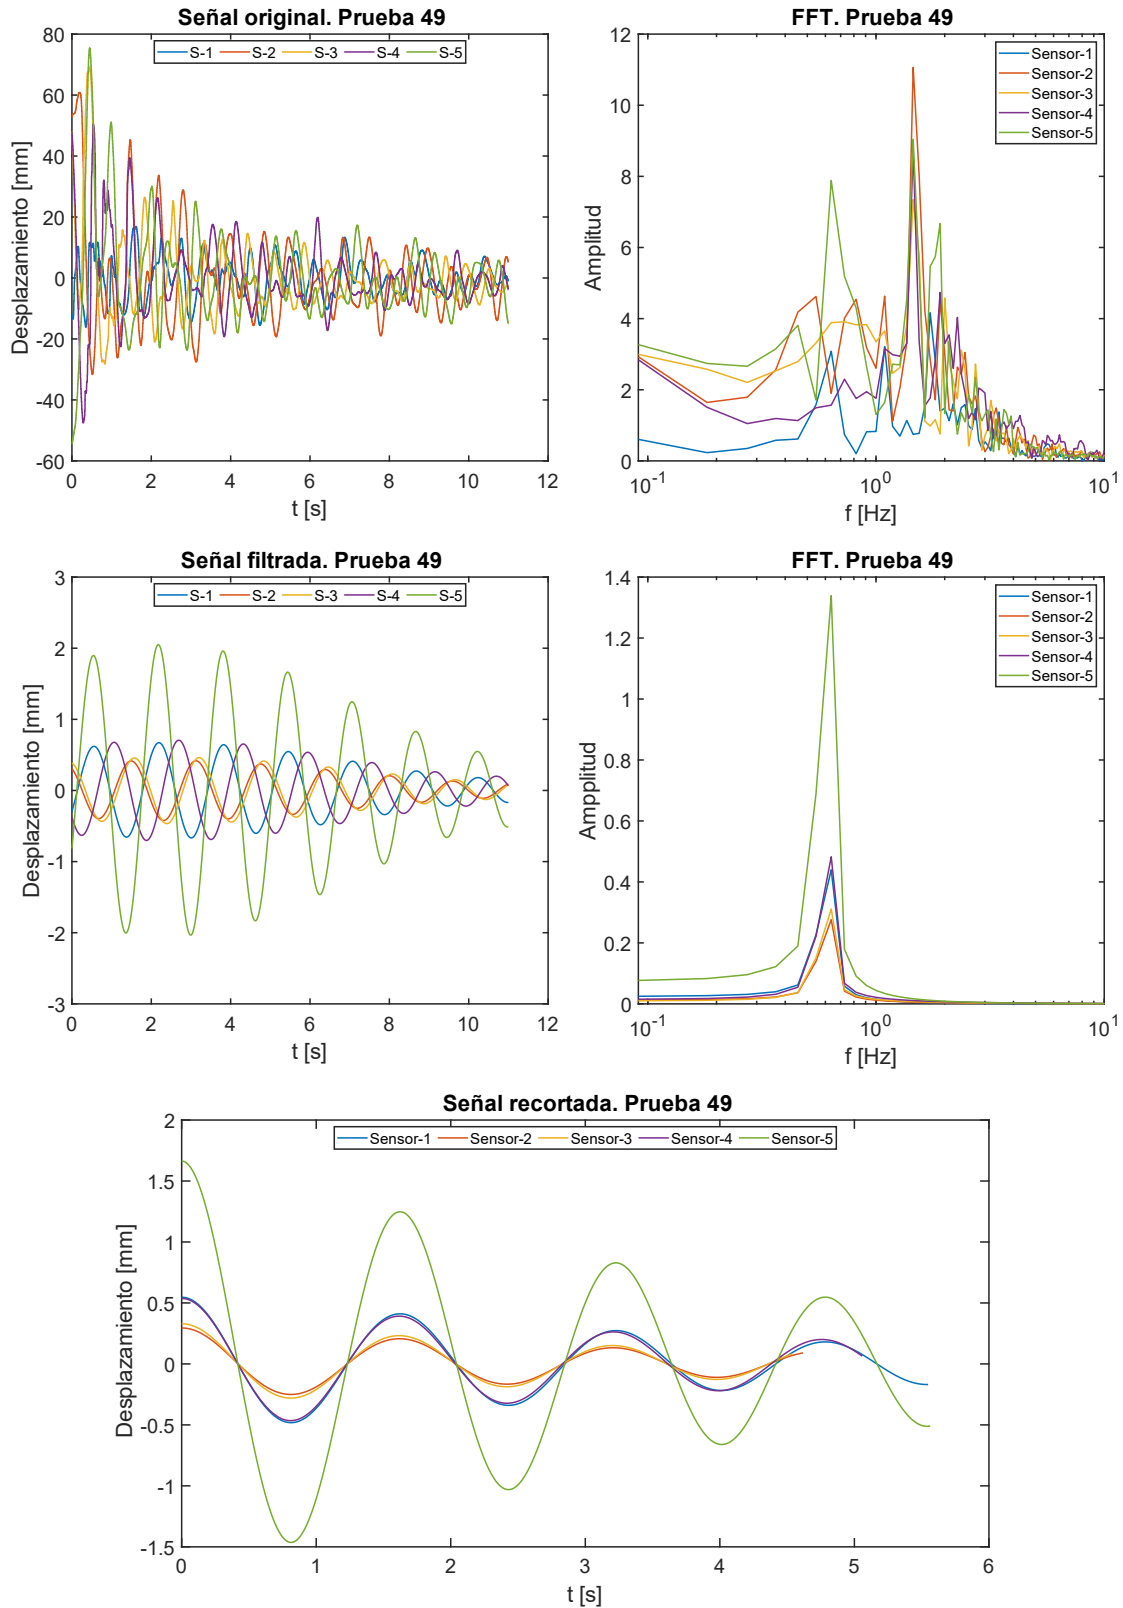 Señal original. Prueba 49
S-1 S-2 S-3 S-4 S-5
80
60
40
20
0
-20
-40
-60
Desplazamiento [mm]
0 2 4 6 8 10 12
t [s]
FFT. Prueba 49
Sensor-1
Sensor-2
Sensor-3
Sensor-4
Sensor-5
12
10
8
6
4
2
0
Amplitud
10-1 100 101
f [Hz]
Señal filtrada. Prueba 49
S-1 S-2 S-3 S-4 S-5
3
2
1
0
-1
-2
-3
Desplazamiento [mm]
0 2 4 6 8 10 12
t [s]
FFT. Prueba 49
Sensor-1
Sensor-2
Sensor-3
Sensor-4
Sensor-5
1.4
1.2
1
0.8
0.6
0.4
0.2
0
Ampplitud
10-1 100 101
f [Hz]
Señal recortada. Prueba 49
Sensor-1 Sensor-2 Sensor-3 Sensor-4 Sensor-5
2
1.5
1
0.5
0
-0.5
-1
-1.5
Desplazamiento [mm]
0 1 2 3 4 5 6
t [s]